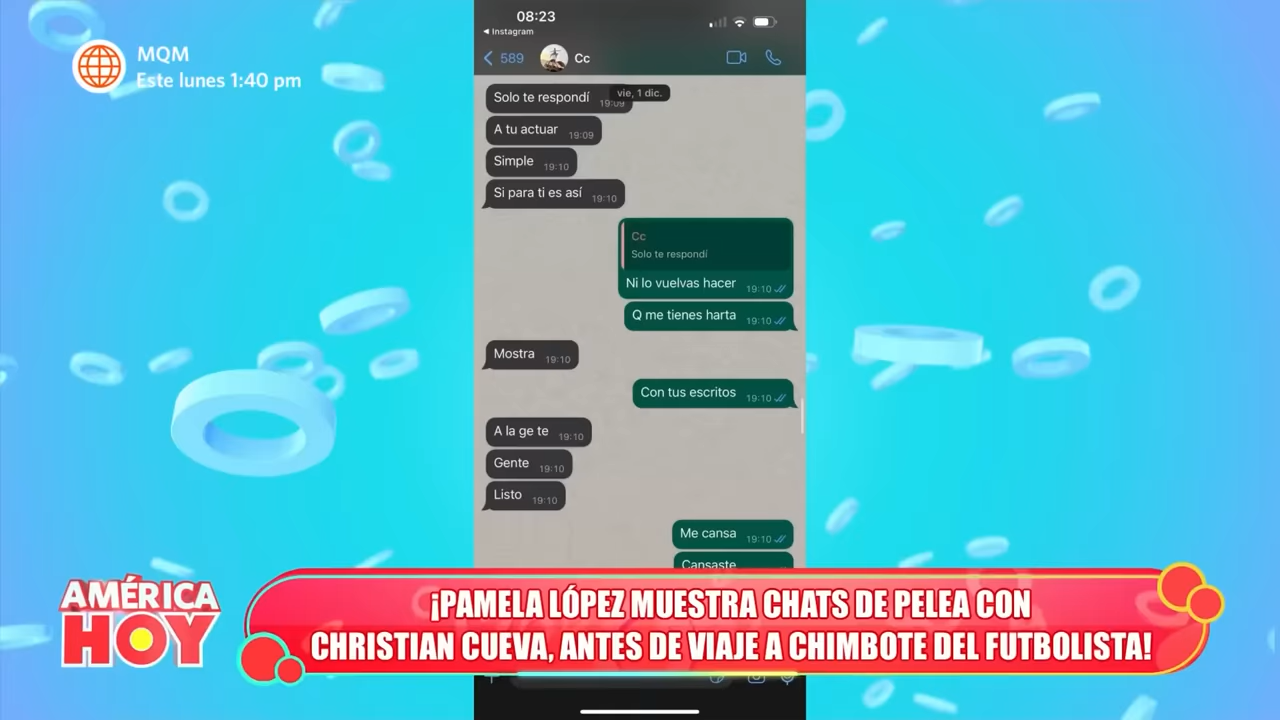 MQM
Este lunes 1:40 pm
08:23
Instagram
589
Cc
vie, 1 dic.
Solo te respondí 19:09
A tu actuar 19:09
Simple 19:10
Si para ti es así 19:10
Cc
Solo te respondí
Ni lo vuelvas hacer 19:10
Q me tienes harta 19:10
Mostra 19:10
Con tus escritos 19:10
A la ge te 19:10
Gente 19:10
Listo 19:10
Me cansa 19:10
Cansaste
AMÉRICA
HOY
¡PAMELA LÓPEZ MUESTRA CHATS DE PELEA CON
CHRISTIAN CUEVA, ANTES DE VIAJE A CHIMBOTE DEL FUTBOLISTA!